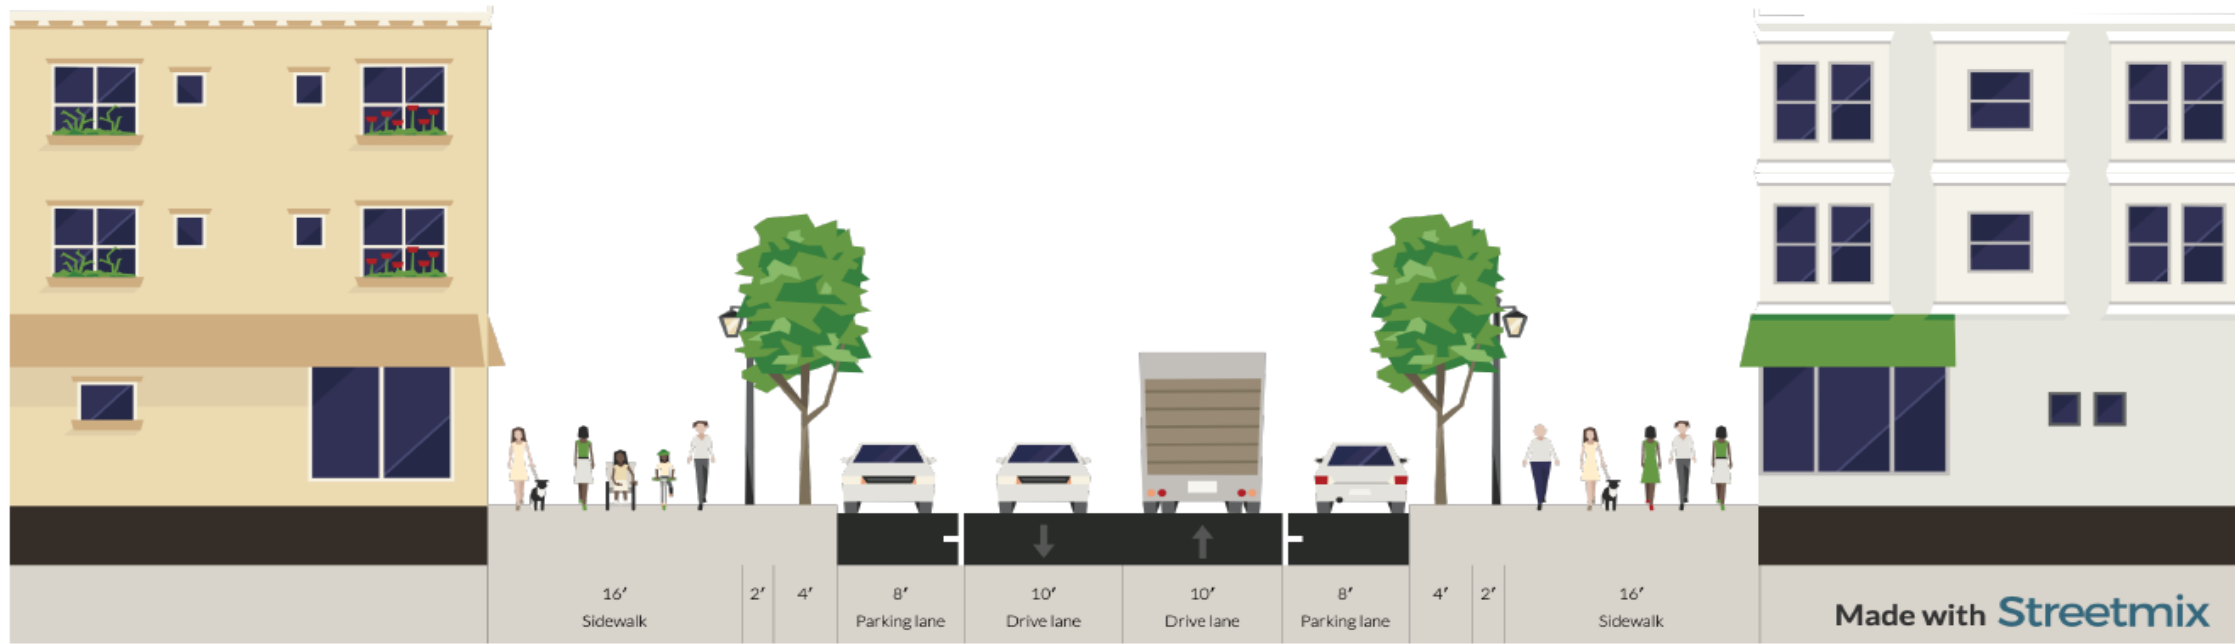 16′
Sidewalk
2′
4′
8′
Parking lane
10′
Drive lane
10′
Drive lane
8′
Parking lane
4′
2′
16′
Sidewalk
Made with Streetmix